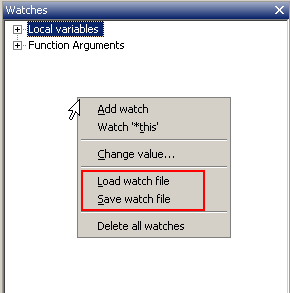 Watches
Local variables
Function Arguments
Add watch
Watch '*this'
Change value...
Load watch file
Save watch file
Delete all watches